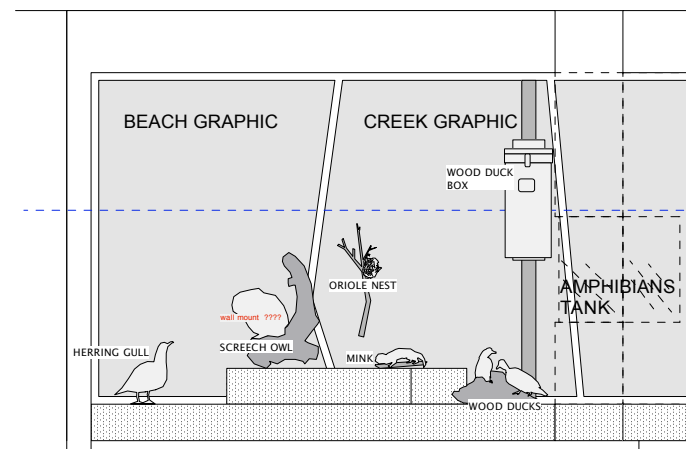 BEACH GRAPHIC
CREEK GRAPHIC
WOOD DUCK
BOX
ORIOLE NEST
AMPHIBIANS
TANK
wall mount ????
SCREECH OWL
HERRING GULL
MINK
WOOD DUCKS